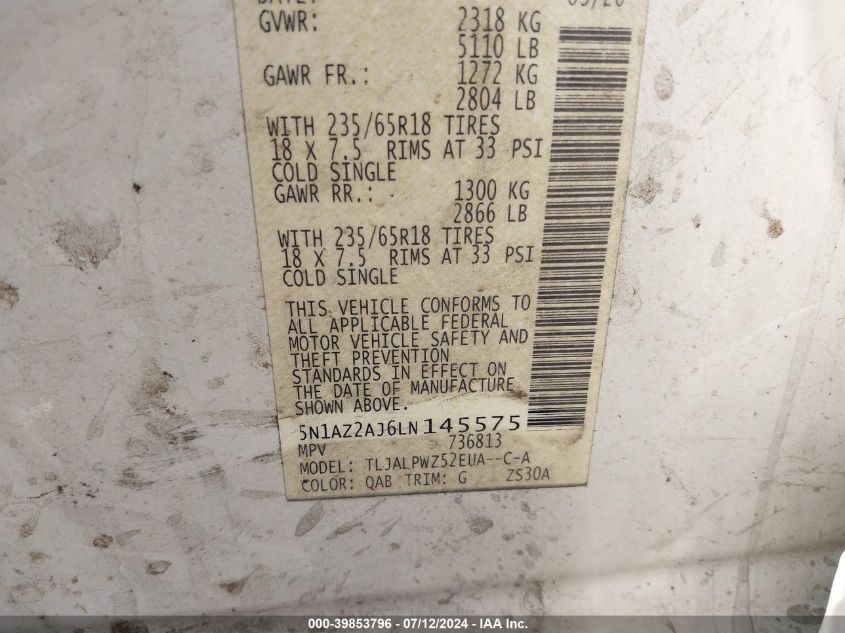 GVWR: 2318 KG
5110 LB
GAWR FR.: 1272 KG
2804 LB
WITH 235/65R18 TIRES
18 X 7.5 RIMS AT 33 PSI
COLD SINGLE
GAWR RR.: 1300 KG
2866 LB
WITH 235/65R18 TIRES
18 X 7.5 RIMS AT 33 PSI
COLD SINGLE
THIS VEHICLE CONFORMS TO
ALL APPLICABLE FEDERAL
MOTOR VEHICLE SAFETY AND
THEFT PREVENTION
STANDARDS IN EFFECT ON
THE DATE OF MANUFACTURE
SHOWN ABOVE.
5N1AZ2AJ6LN145575
MPV 736813
MODEL: TLJALPWZ52EUA--C-A
COLOR: QAB TRIM: G ZS30A
000-39853796 - 07/12/2024 - IAA Inc.